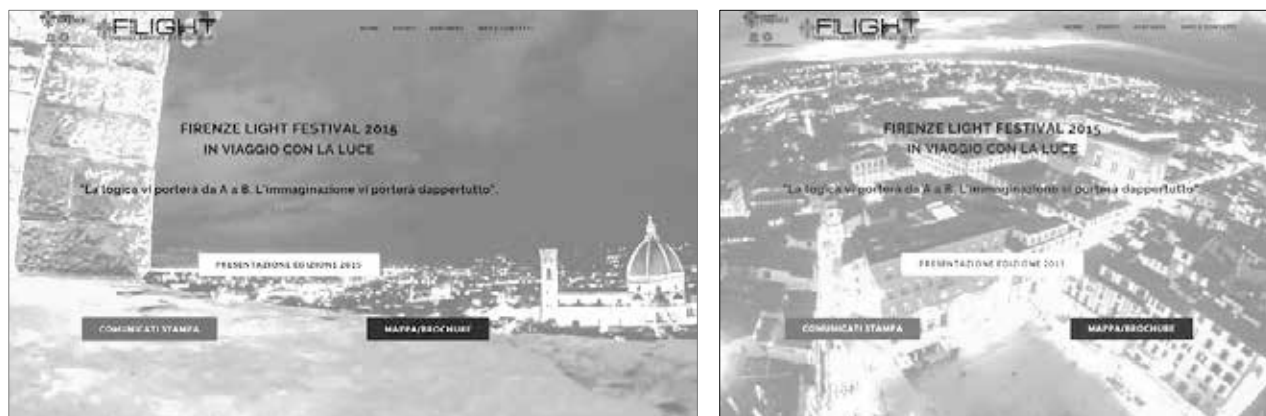 FLIGHT
FIRENZE LIGHT FESTIVAL 2015
IN VIAGGIO CON LA LUCE
"La logica vi porterà da A a B. L'immaginazione vi porterà dappertutto".
PRESENTAZIONE EDIZIONE 2015
COMUNICATI STAMPA
MAPPA/BROCHURE
FLIGHT
FIRENZE LIGHT FESTIVAL 2015
IN VIAGGIO CON LA LUCE
"La logica vi porterà da A a B. L'immaginazione vi porterà dappertutto".
PRESENTAZIONE EDIZIONE 2015
COMUNICATI STAMPA
MAPPA/BROCHURE